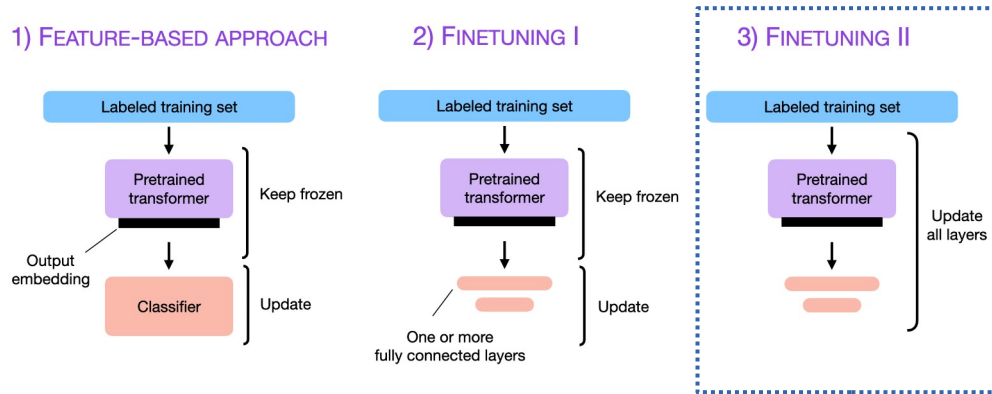 1) FEATURE-BASED APPROACH
Labeled training set
Pretrained
transformer
Keep frozen
Output
embedding
Classifier
Update
2) FINETUNING I
Labeled training set
Pretrained
transformer
Keep frozen
Update
One or more
fully connected layers
3) FINETUNING II
Labeled training set
Pretrained
transformer
Update
all layers